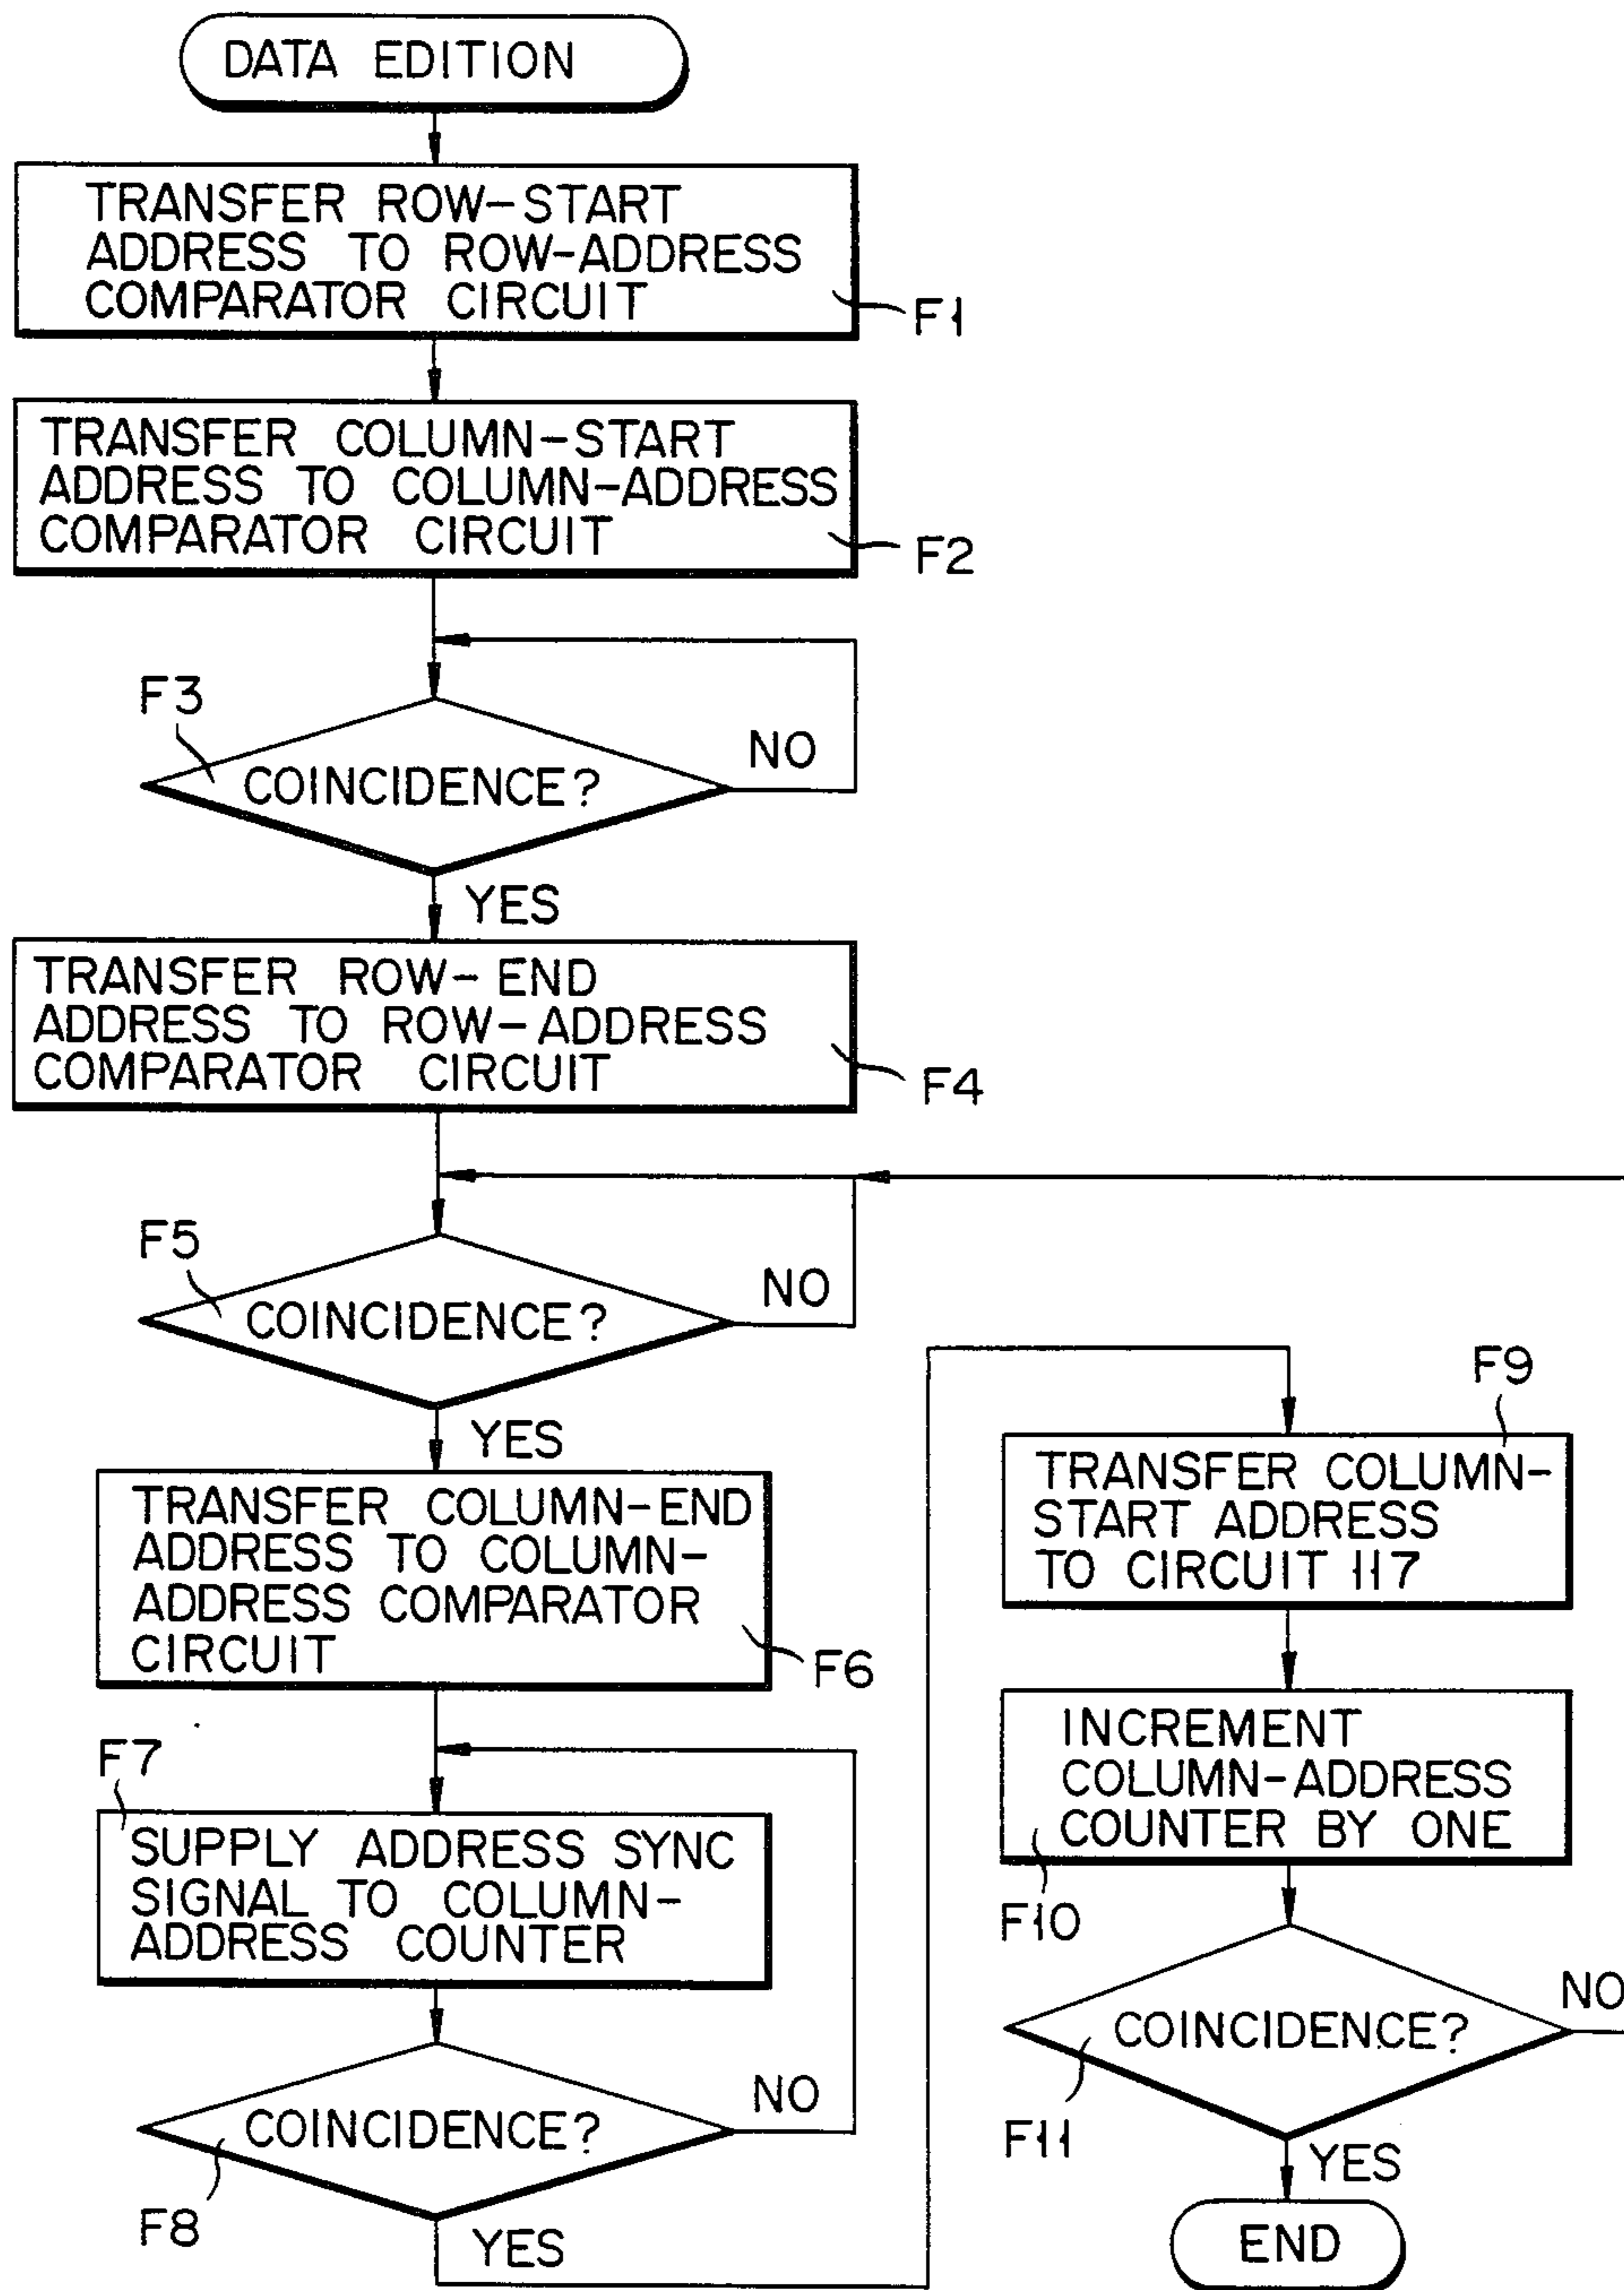 DATA EDITION
TRANSFER ROW-START
ADDRESS TO ROW-ADDRESS
COMPARATOR CIRCUIT
F1
TRANSFER COLUMN-START
ADDRESS TO COLUMN-ADDRESS
COMPARATOR CIRCUIT
F2
F3
COINCIDENCE?
NO
YES
TRANSFER ROW-END
ADDRESS TO ROW-ADDRESS
COMPARATOR CIRCUIT
F4
F5
COINCIDENCE?
NO
YES
TRANSFER COLUMN-END
ADDRESS TO COLUMN-
ADDRESS COMPARATOR
CIRCUIT
F6
F7
SUPPLY ADDRESS SYNC
SIGNAL TO COLUMN-
ADDRESS COUNTER
COINCIDENCE?
NO
F8
YES
F9
TRANSFER COLUMN-
START ADDRESS
TO CIRCUIT 117
INCREMENT
COLUMN-ADDRESS
COUNTER BY ONE
F10
COINCIDENCE?
NO
F11
YES
END